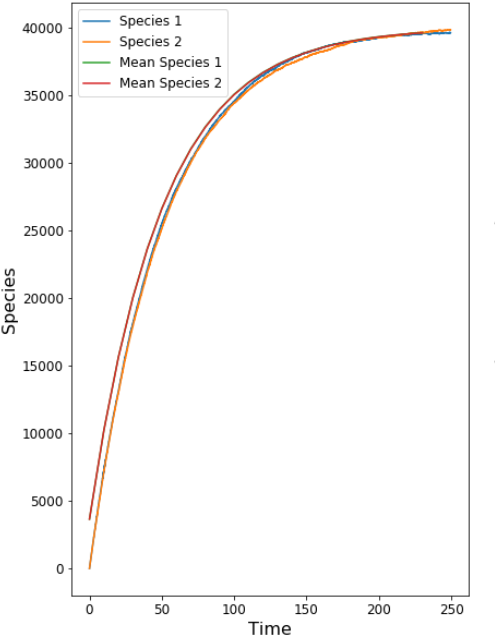 Species 1
Species 2
Mean Species 1
Mean Species 2
40000
35000
30000
25000
20000
15000
10000
5000
0
Species
0 50 100 150 200 250
Time